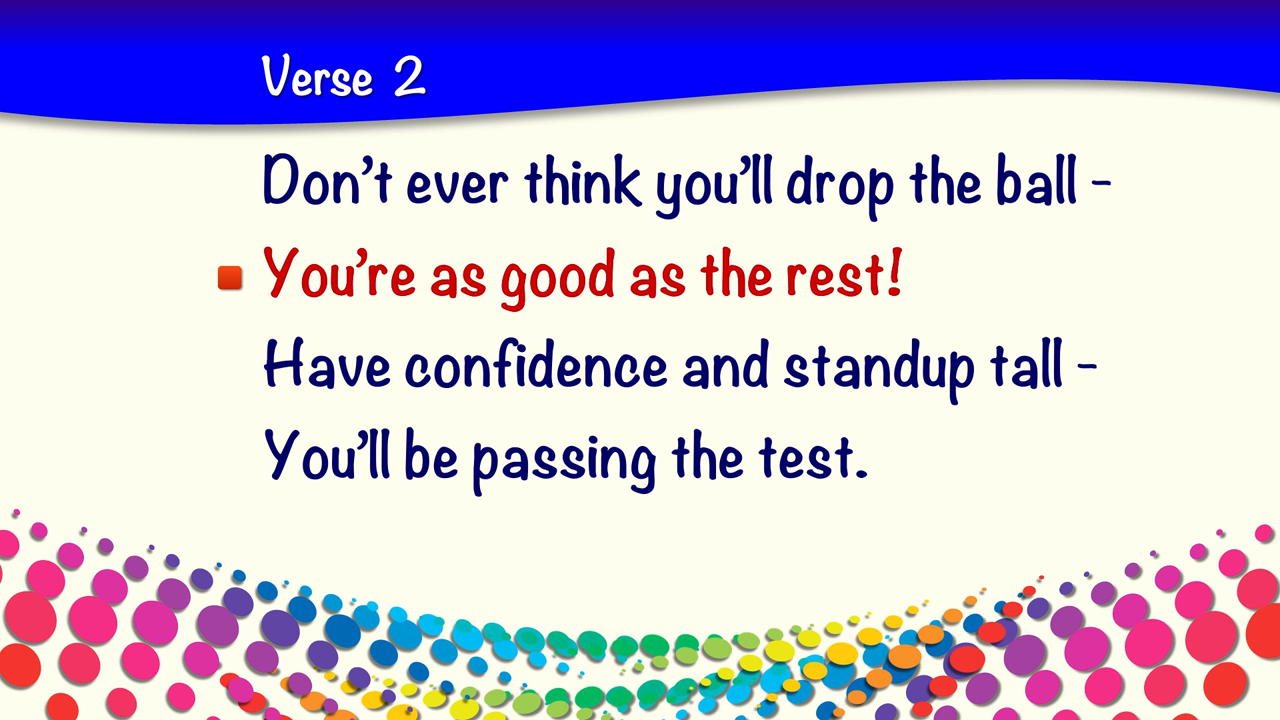 Verse 2
Don't ever think you'll drop the ball -
You're as good as the rest!
Have confidence and standup tall -
You'll be passing the test.